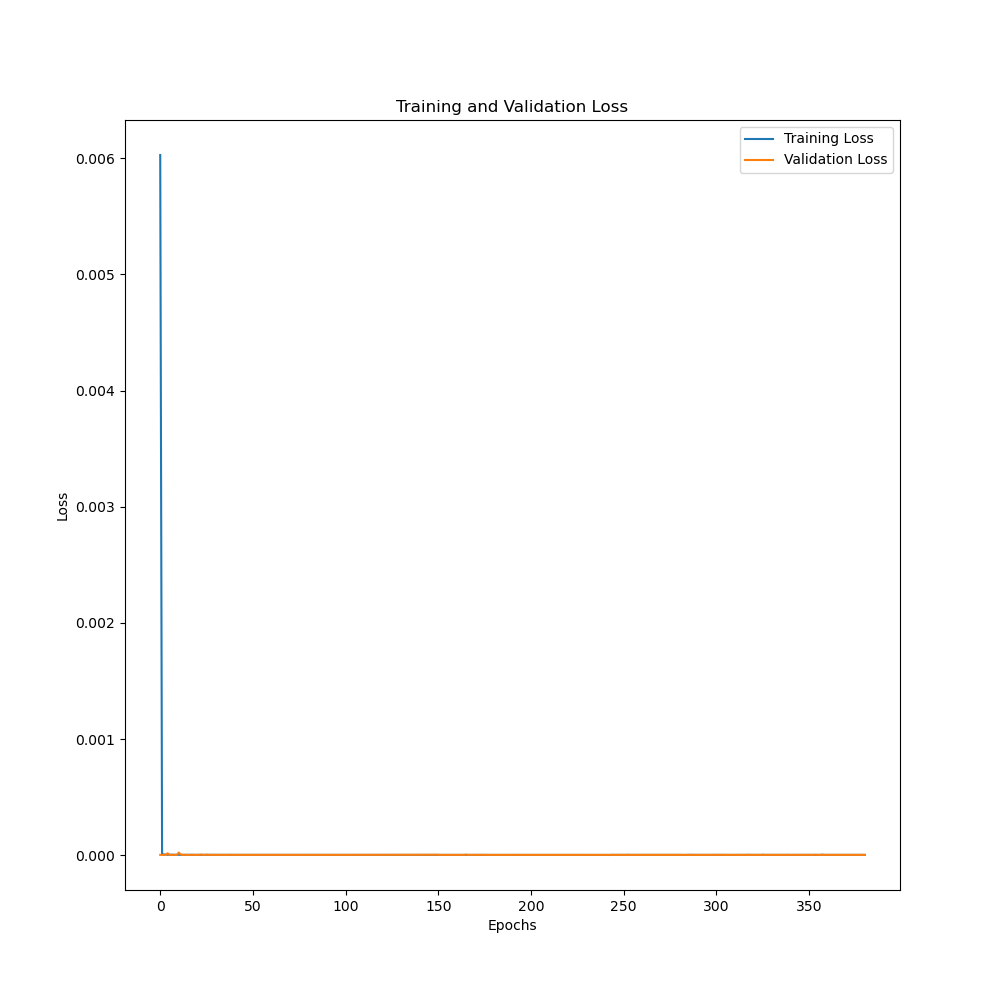 Training and Validation Loss
Training Loss
Validation Loss
0.006
0.005
0.004
0.003
0.002
0.001
0.000
Loss
0 50 100 150 200 250 300 350
Epochs